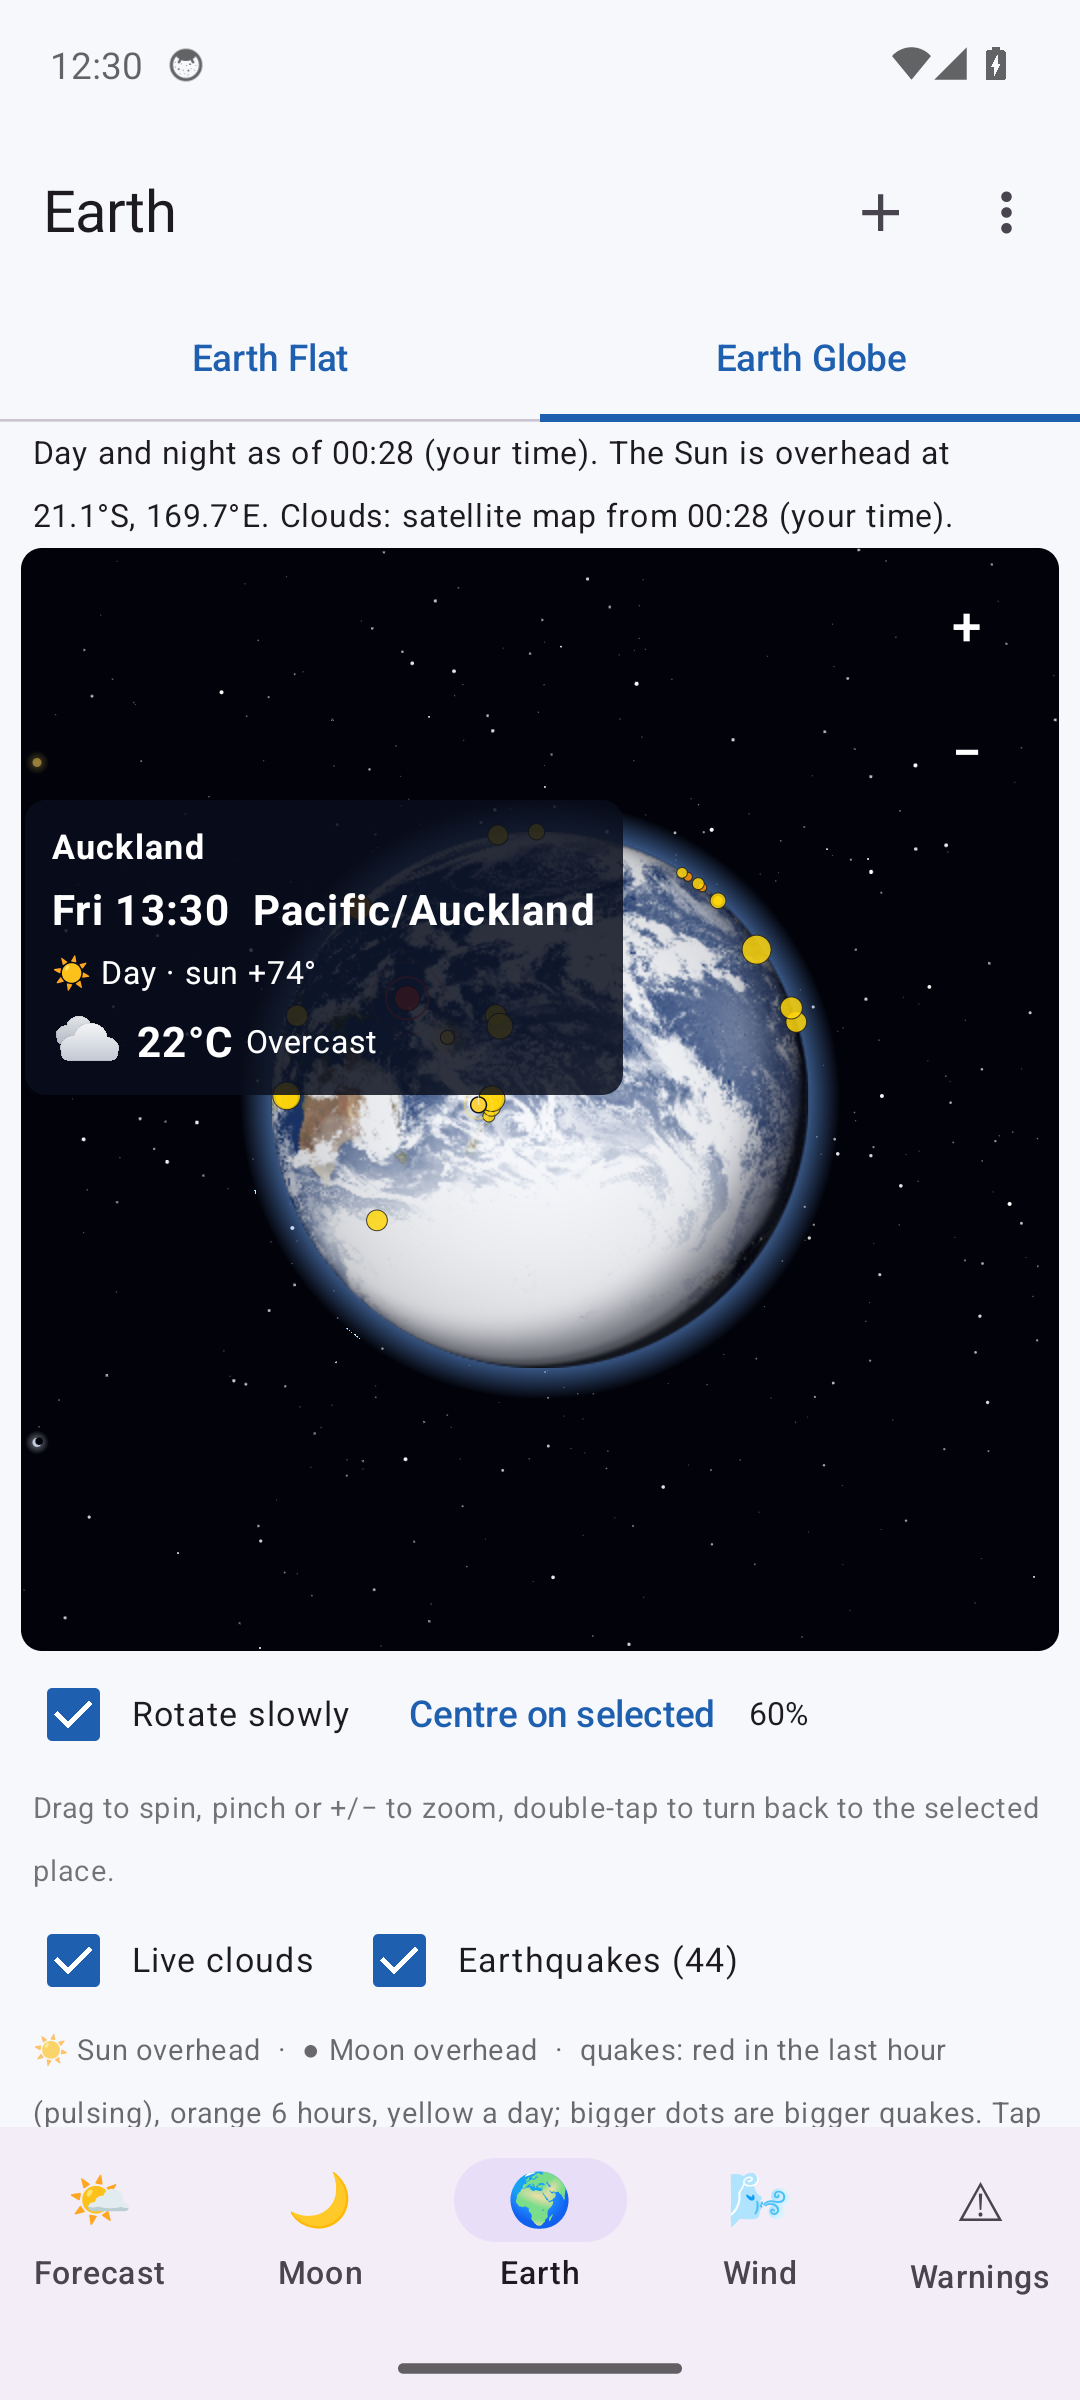 12:30
Earth
Earth Flat
Earth Globe
Day and night as of 00:28 (your time). The Sun is overhead at
21.1°S, 169.7°E. Clouds: satellite map from 00:28 (your time).
+
−
Auckland
Fri 13:30 Pacific/Auckland
Day · sun +74°
22°C Overcast
Rotate slowly
Centre on selected
60%
Drag to spin, pinch or +/− to zoom, double-tap to turn back to the selected
place.
Live clouds
Earthquakes (44)
☀️ Sun overhead · ● Moon overhead · quakes: red in the last hour
(pulsing), orange 6 hours, yellow a day; bigger dots are bigger quakes. Tap
Forecast
Moon
Earth
Wind
Warnings